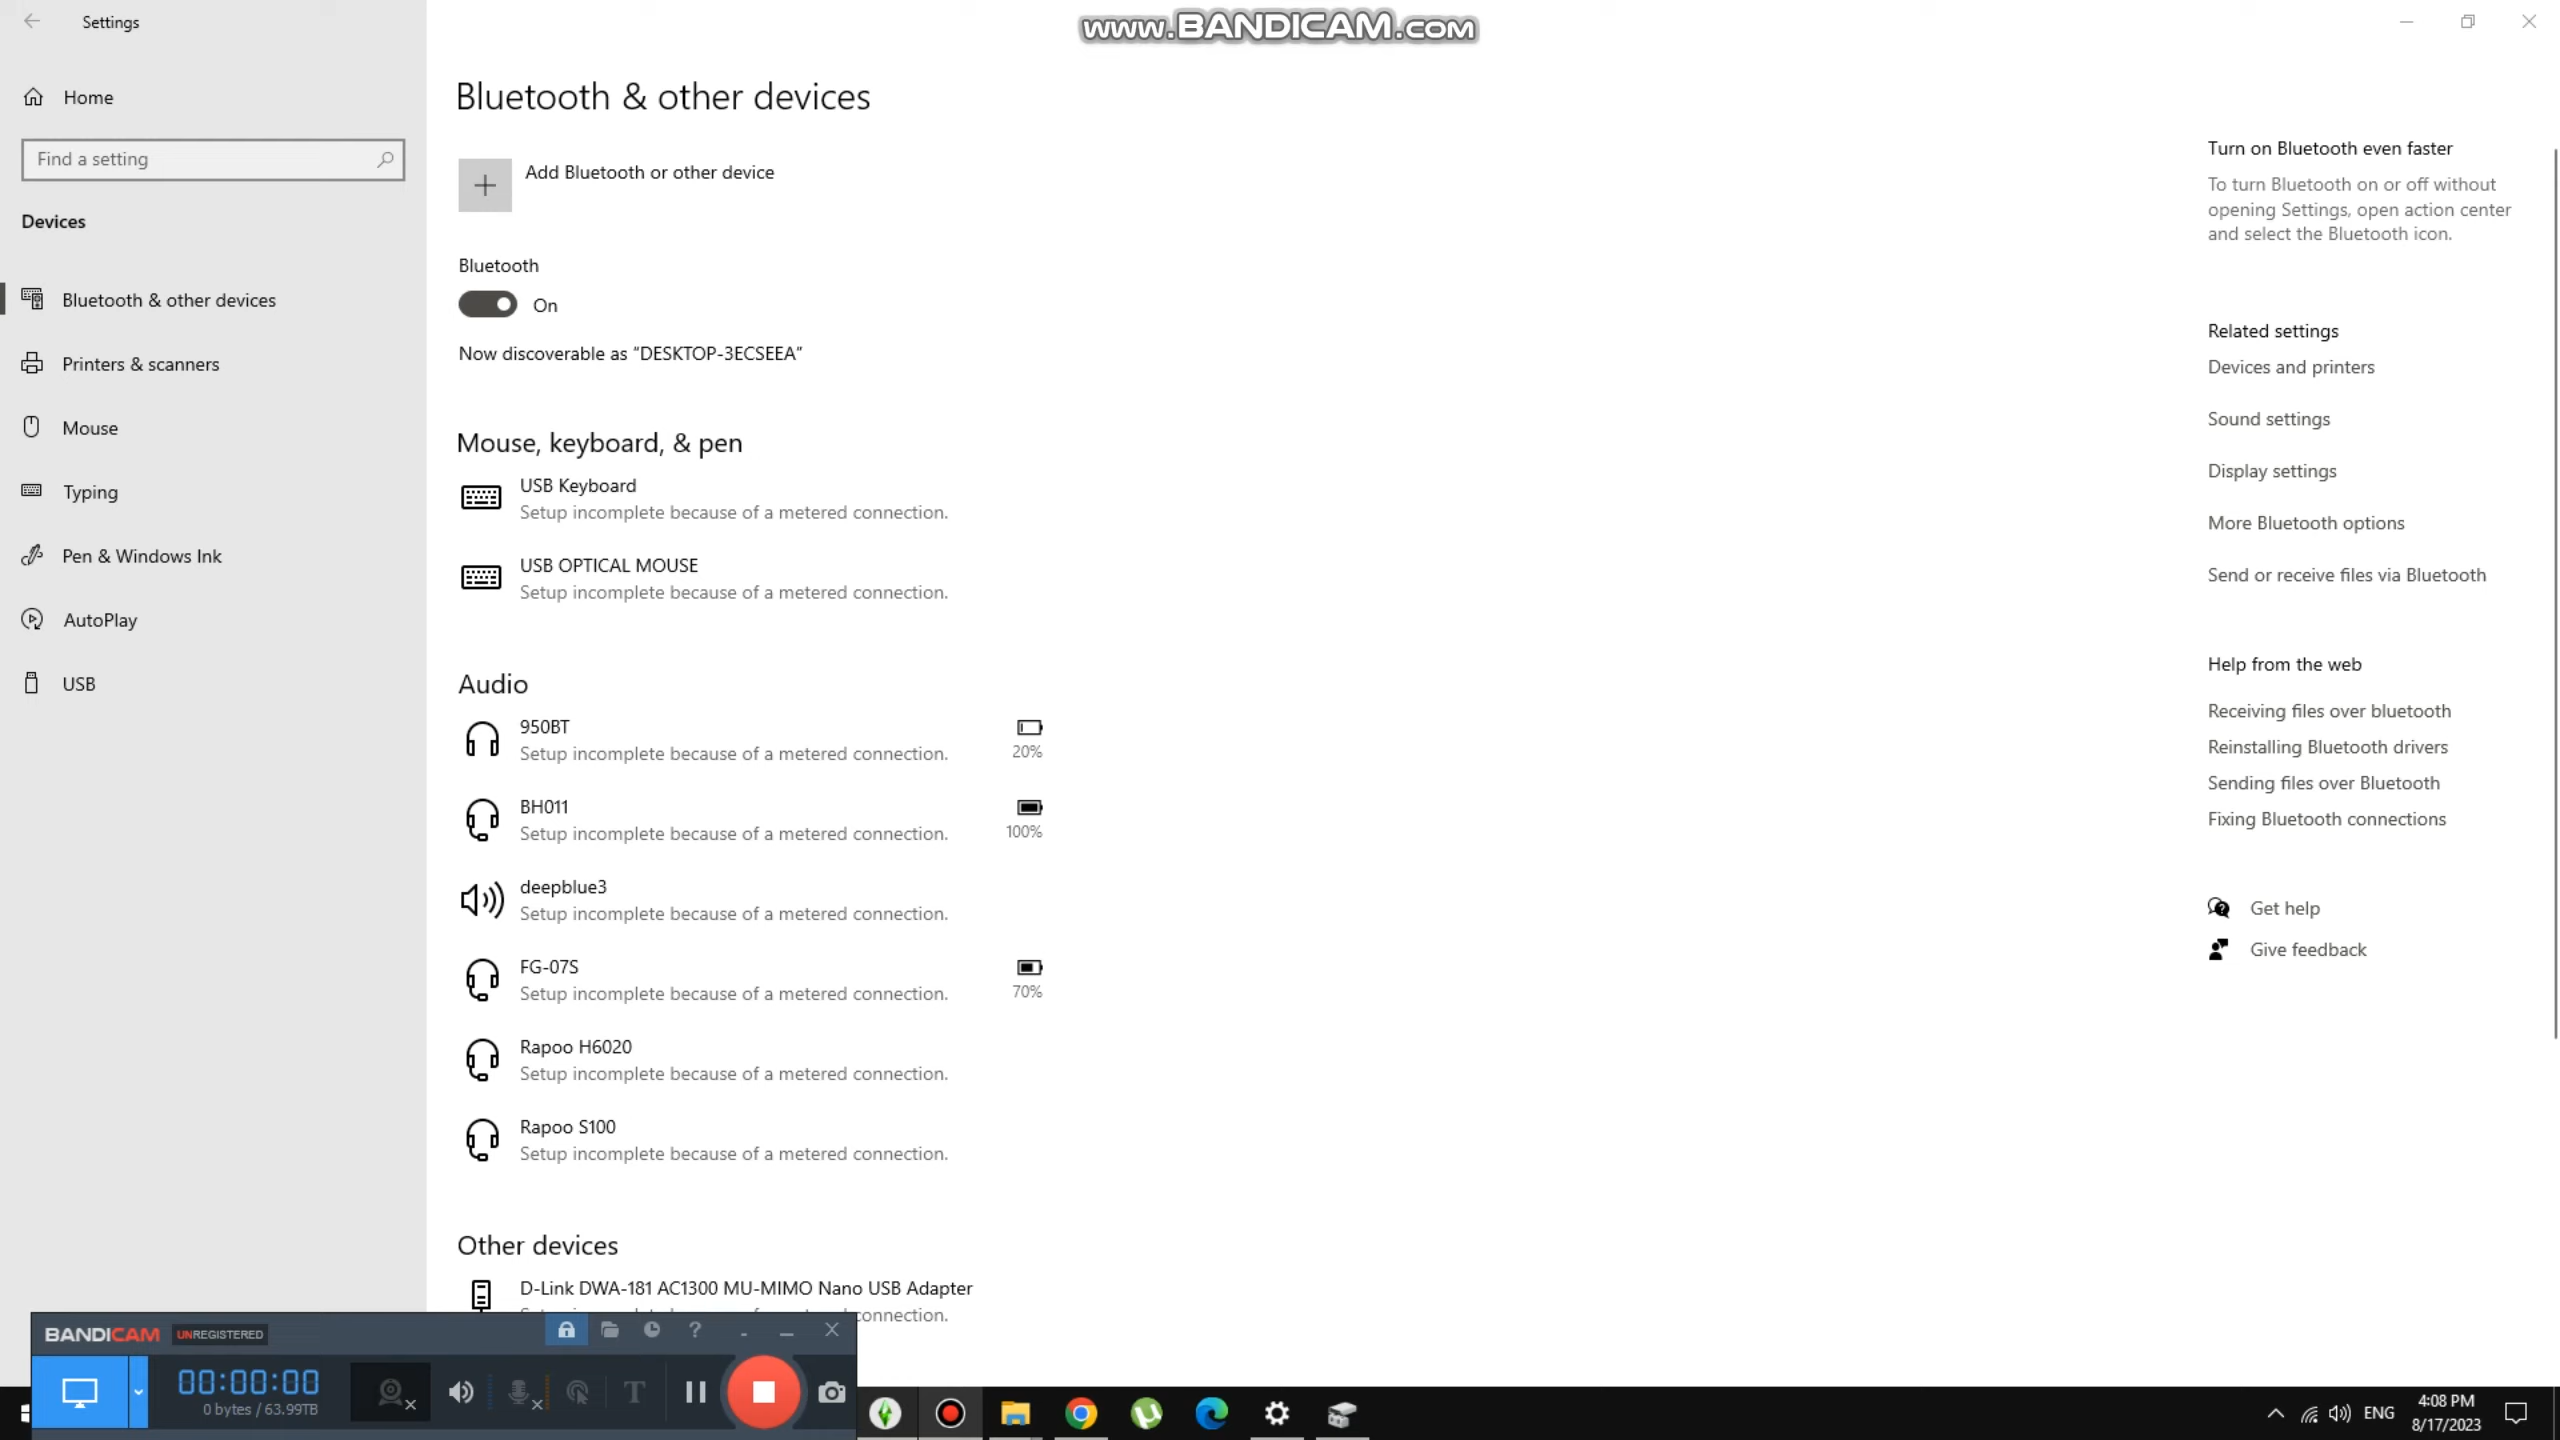 Settings
www.BANDICAM.com
Home
Find a setting
Devices
Bluetooth & other devices
Printers & scanners
Mouse
Typing
Pen & Windows Ink
AutoPlay
USB
Bluetooth & other devices
Add Bluetooth or other device
Bluetooth
On
Now discoverable as “DESKTOP-3ECSEEA”
Mouse, keyboard, & pen
USB Keyboard
Setup incomplete because of a metered connection.
USB OPTICAL MOUSE
Setup incomplete because of a metered connection.
Audio
950BT
Setup incomplete because of a metered connection.
20%
BH011
Setup incomplete because of a metered connection.
100%
deepblue3
Setup incomplete because of a metered connection.
FG-07S
Setup incomplete because of a metered connection.
70%
Rapoo H6020
Setup incomplete because of a metered connection.
Rapoo S100
Setup incomplete because of a metered connection.
Other devices
D-Link DWA-181 AC1300 MU-MIMO Nano USB Adapter
connection.
Turn on Bluetooth even faster
To turn Bluetooth on or off without
opening Settings, open action center
and select the Bluetooth icon.
Related settings
Devices and printers
Sound settings
Display settings
More Bluetooth options
Send or receive files via Bluetooth
Help from the web
Receiving files over bluetooth
Reinstalling Bluetooth drivers
Sending files over Bluetooth
Fixing Bluetooth connections
Get help
Give feedback
BANDICAM UNREGISTERED
00:00:00
0 bytes / 63.99TB
T
ENG
4:08 PM
8/17/2023